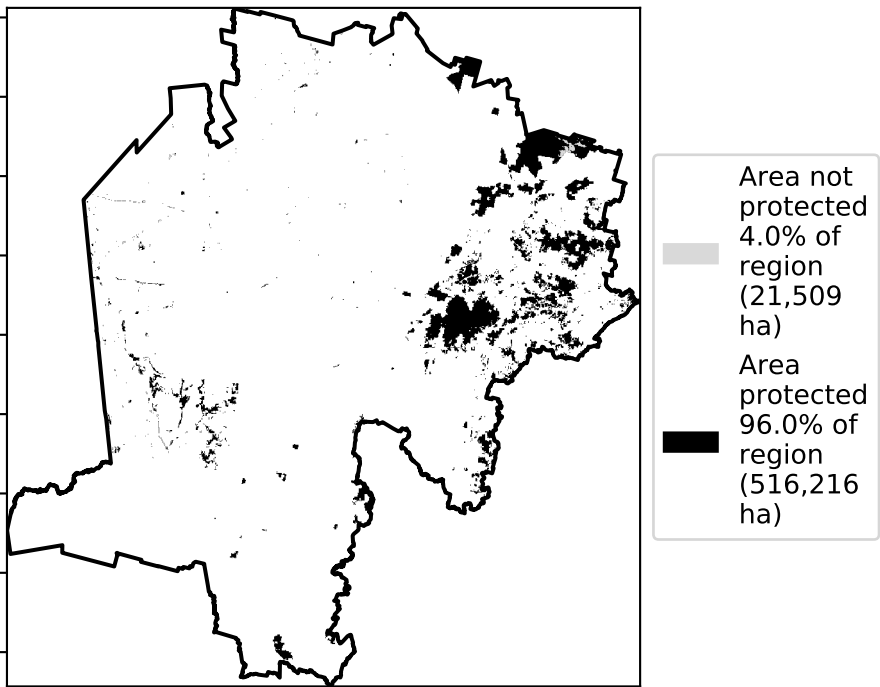 Area not
protected
4.0% of
region
(21,509
ha)
Area
protected
96.0% of
region
(516,216
ha)